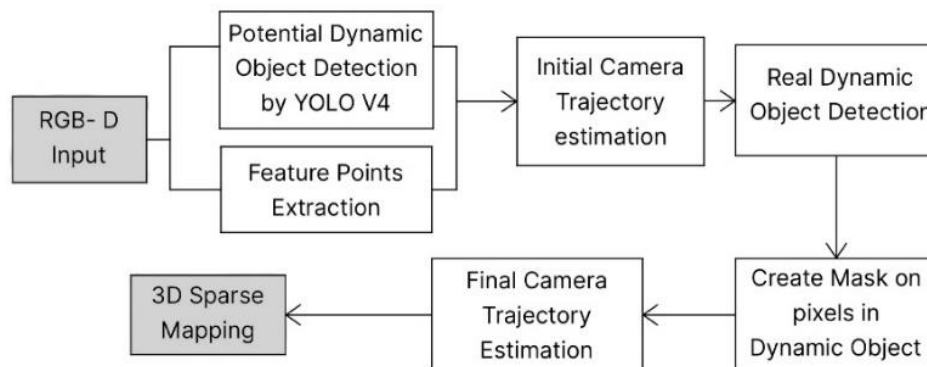 RGB- D
Input
Potential Dynamic
Object Detection
by YOLO V4
Feature Points
Extraction
Initial Camera
Trajectory
estimation
Real Dynamic
Object Detection
Create Mask on
pixels in
Dynamic Object
Final Camera
Trajectory
Estimation
3D Sparse
Mapping